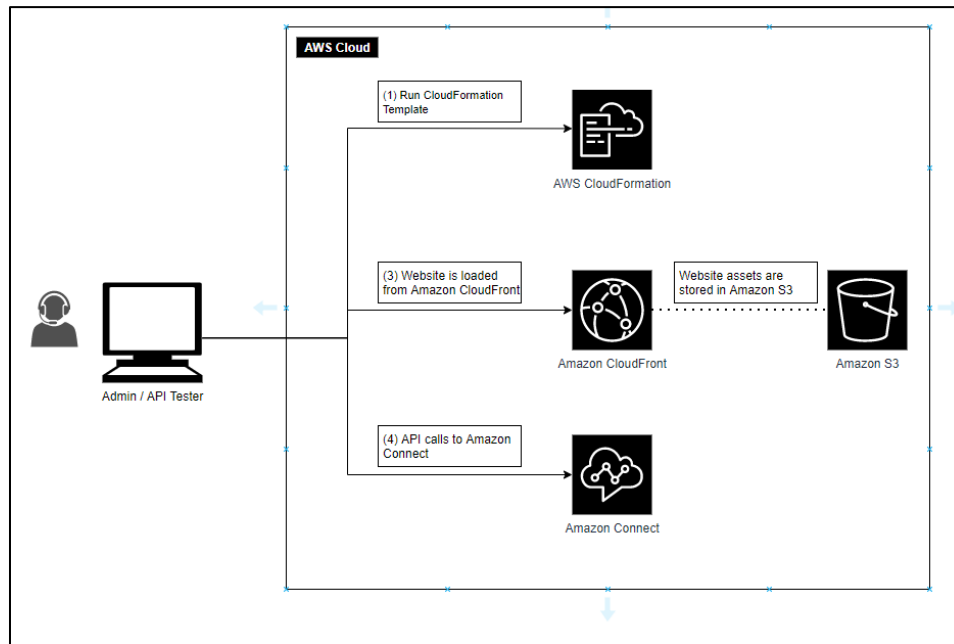 AWS Cloud
(1) Run CloudFormation
Template
AWS CloudFormation
(3) Website is loaded
from Amazon CloudFront
Website assets are
stored in Amazon S3
Amazon CloudFront
Amazon S3
Admin / API Tester
(4) API calls to Amazon
Connect
Amazon Connect